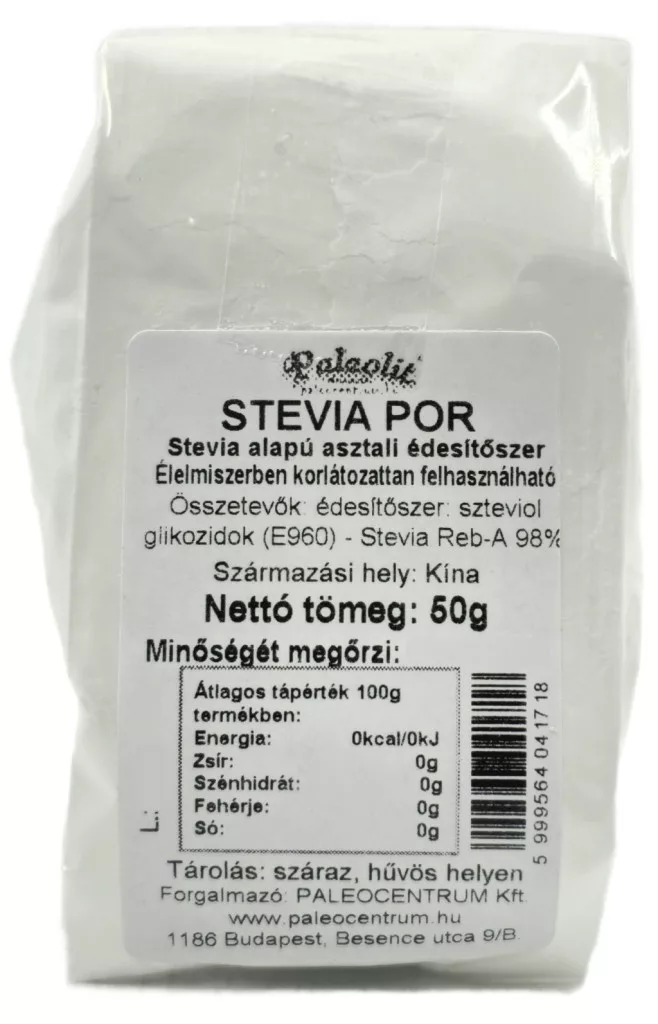 Paleolit
STEVIA POR
Stevia alapú asztali édesítőszer
Élelmiszerben korlátozattan felhasználható
Összetevők: édesítőszer: szteviol
glikozidok (E960) - Stevia Reb-A 98%
Származási hely: Kína
Nettó tömeg: 50g
Minőségét megőrzi:
Átlagos tápérték 100g
termékben:
Energia: 0kcal/0kJ
Zsír: 0g
Szénhidrát: 0g
Fehérje: 0g
Só: 0g
L.:
5 999564 041718
Tárolás: száraz, hűvös helyen
Forgalmazó: PALEOCENTRUM Kft.
www.paleocentrum.hu
1186 Budapest, Besence utca 9/B.